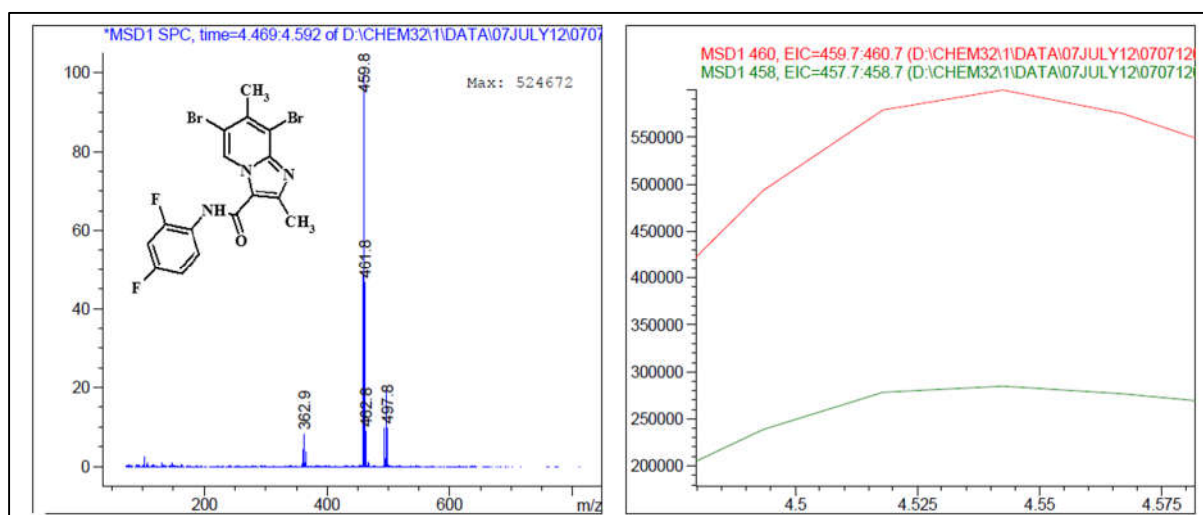 *MSD1 SPC, time=4.469:4.592 of D:\CHEM32\1\DATA\07JULY12\0707
100
80
60
40
20
0
200
400
600
m/z
Max: 524672
459.8
461.8
462.8
497.8
362.9
CH3
Br
Br
N
N
CH3
F
NH
O
F
MSD1 460, EIC=459.7:460.7 (D:\CHEM32\1\DATA\07JULY12\070712
MSD1 458, EIC=457.7:458.7 (D:\CHEM32\1\DATA\07JULY12\070712
550000
500000
450000
400000
350000
300000
250000
200000
4.5
4.525
4.55
4.575